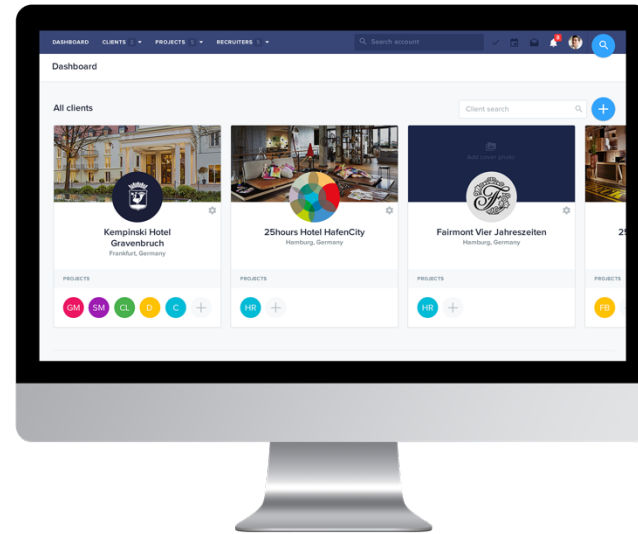 DASHBOARD CLIENTS PROJECTS RECRUITERS Search account
Dashboard
All clients Client search
Add cover photo
Kempinski Hotel
Gravenbruch
Frankfurt, Germany
25hours Hotel HafenCity
Hamburg, Germany
Fairmont Vier Jahreszeiten
Hamburg, Germany
25
PROJECTS PROJECTS PROJECTS PROJECTS
GM SM CL D C + HR + HR + FB